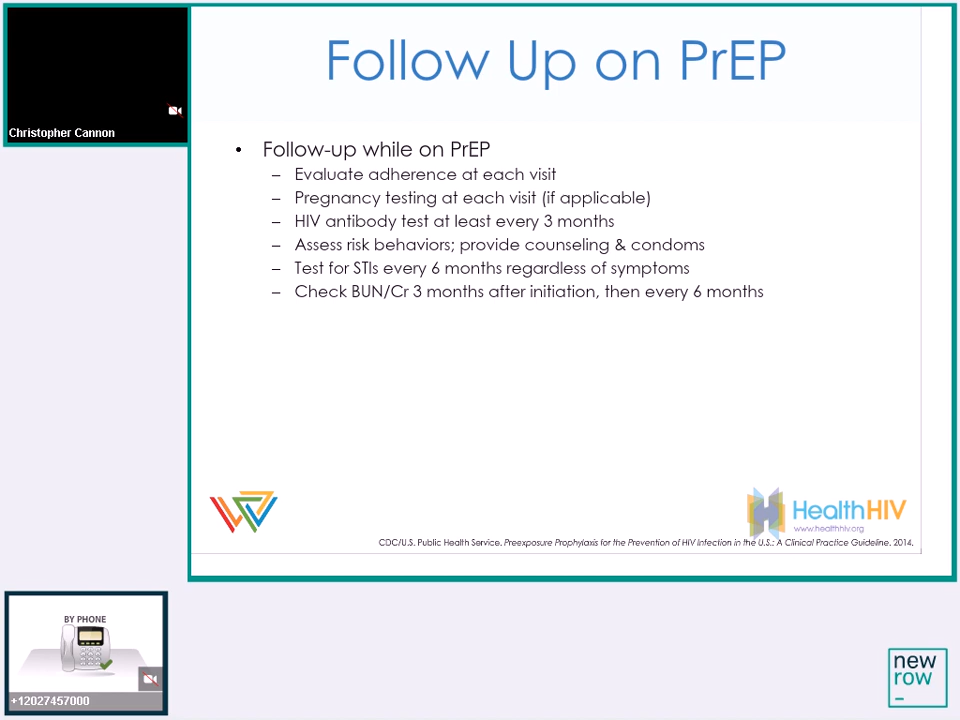 Follow Up on PrEP
Christopher Cannon
• Follow-up while on PrEP
– Evaluate adherence at each visit
– Pregnancy testing at each visit (if applicable)
– HIV antibody test at least every 3 months
– Assess risk behaviors; provide counseling & condoms
– Test for STIs every 6 months regardless of symptoms
– Check BUN/Cr 3 months after initiation, then every 6 months
HealthHIV
www.healthhiv.org
CDC/U.S. Public Health Service. Preexposure Prophylaxis for the Prevention of HIV Infection in the U.S.: A Clinical Practice Guideline. 2014.
BY PHONE
+12027457000
new
row